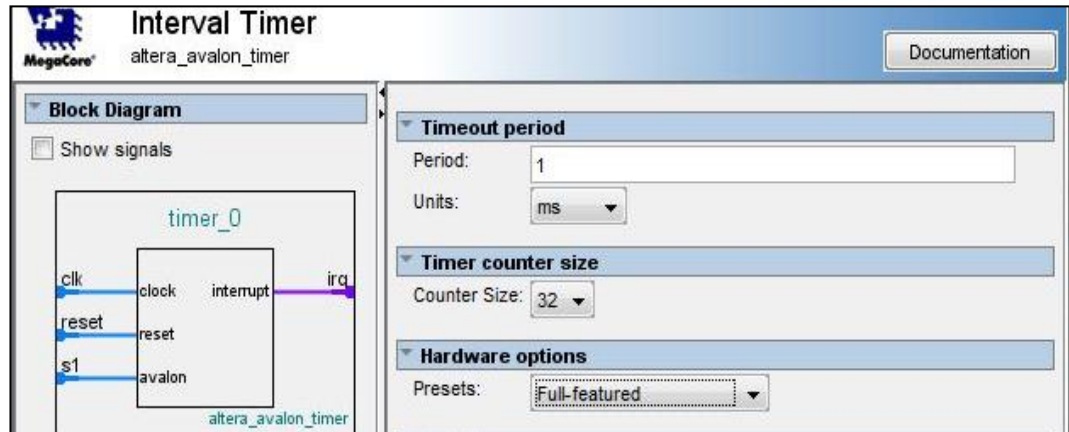 Interval Timer
MegaCore®
altera_avalon_timer
Documentation
Block Diagram
Show signals
timer_0
clk
clock
interrupt
irq
reset
reset
s1
avalon
altera_avalon_timer
Timeout period
Period: 1
Units: ms
Timer counter size
Counter Size: 32
Hardware options
Presets: Full-featured